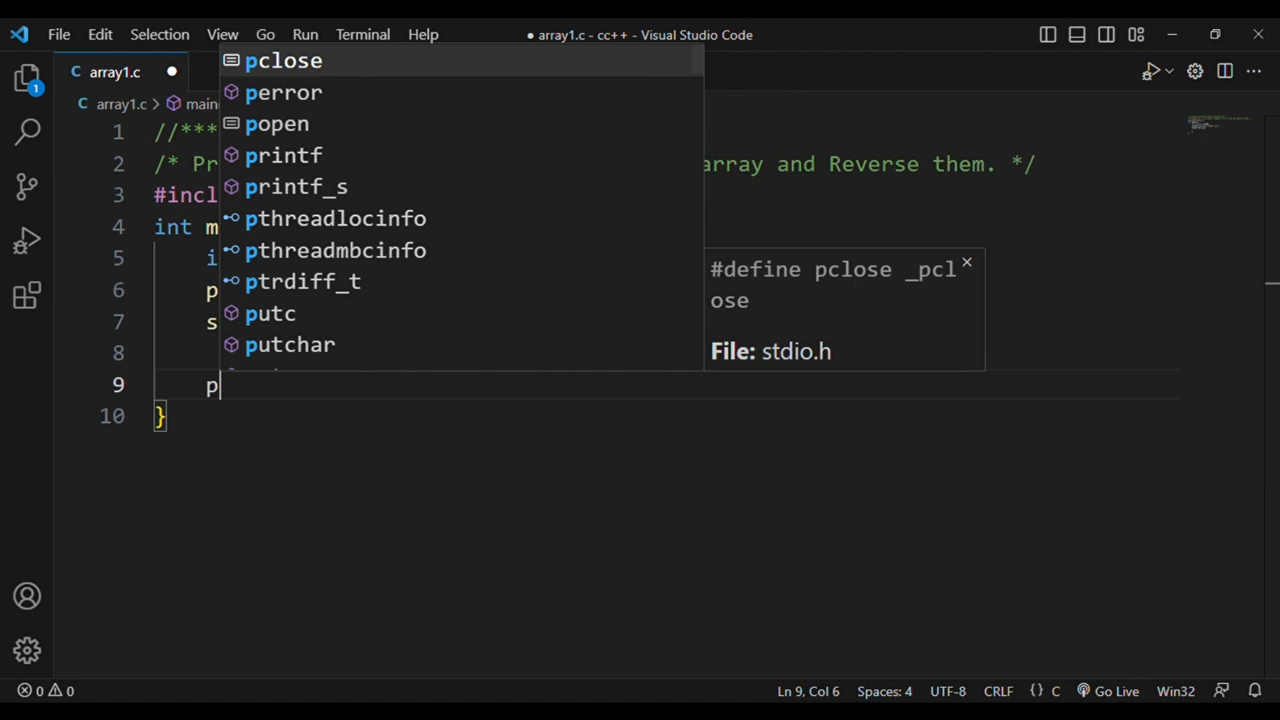 File Edit Selection View Go Run Terminal Help
● array1.c - cc++ - Visual Studio Code
C array1.c ●
C array1.c > main
1 //***
2 /* Pr array and Reverse them. */
3 #incl
4 int m
5 i
6 p
7 s
8
9 p
10 }
pclose
perror
popen
printf
printf_s
pthreadlocinfo
pthreadmbcinfo
ptrdiff_t
putc
putchar
#define pclose _pcl
ose
File: stdio.h
1
0 0 Ln 9, Col 6 Spaces: 4 UTF-8 CRLF {} C Go Live Win32